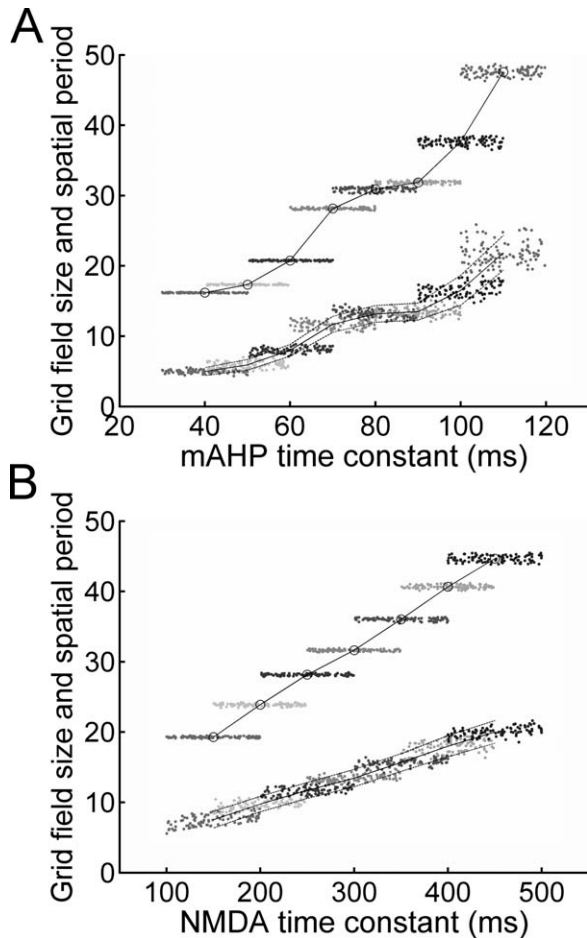 A
Grid field size and spatial period
50
40
30
20
10
0
20 40 60 80 100 120
mAHP time constant (ms)
B
Grid field size and spatial period
50
40
30
20
10
0
100 200 300 400 500
NMDA time constant (ms)